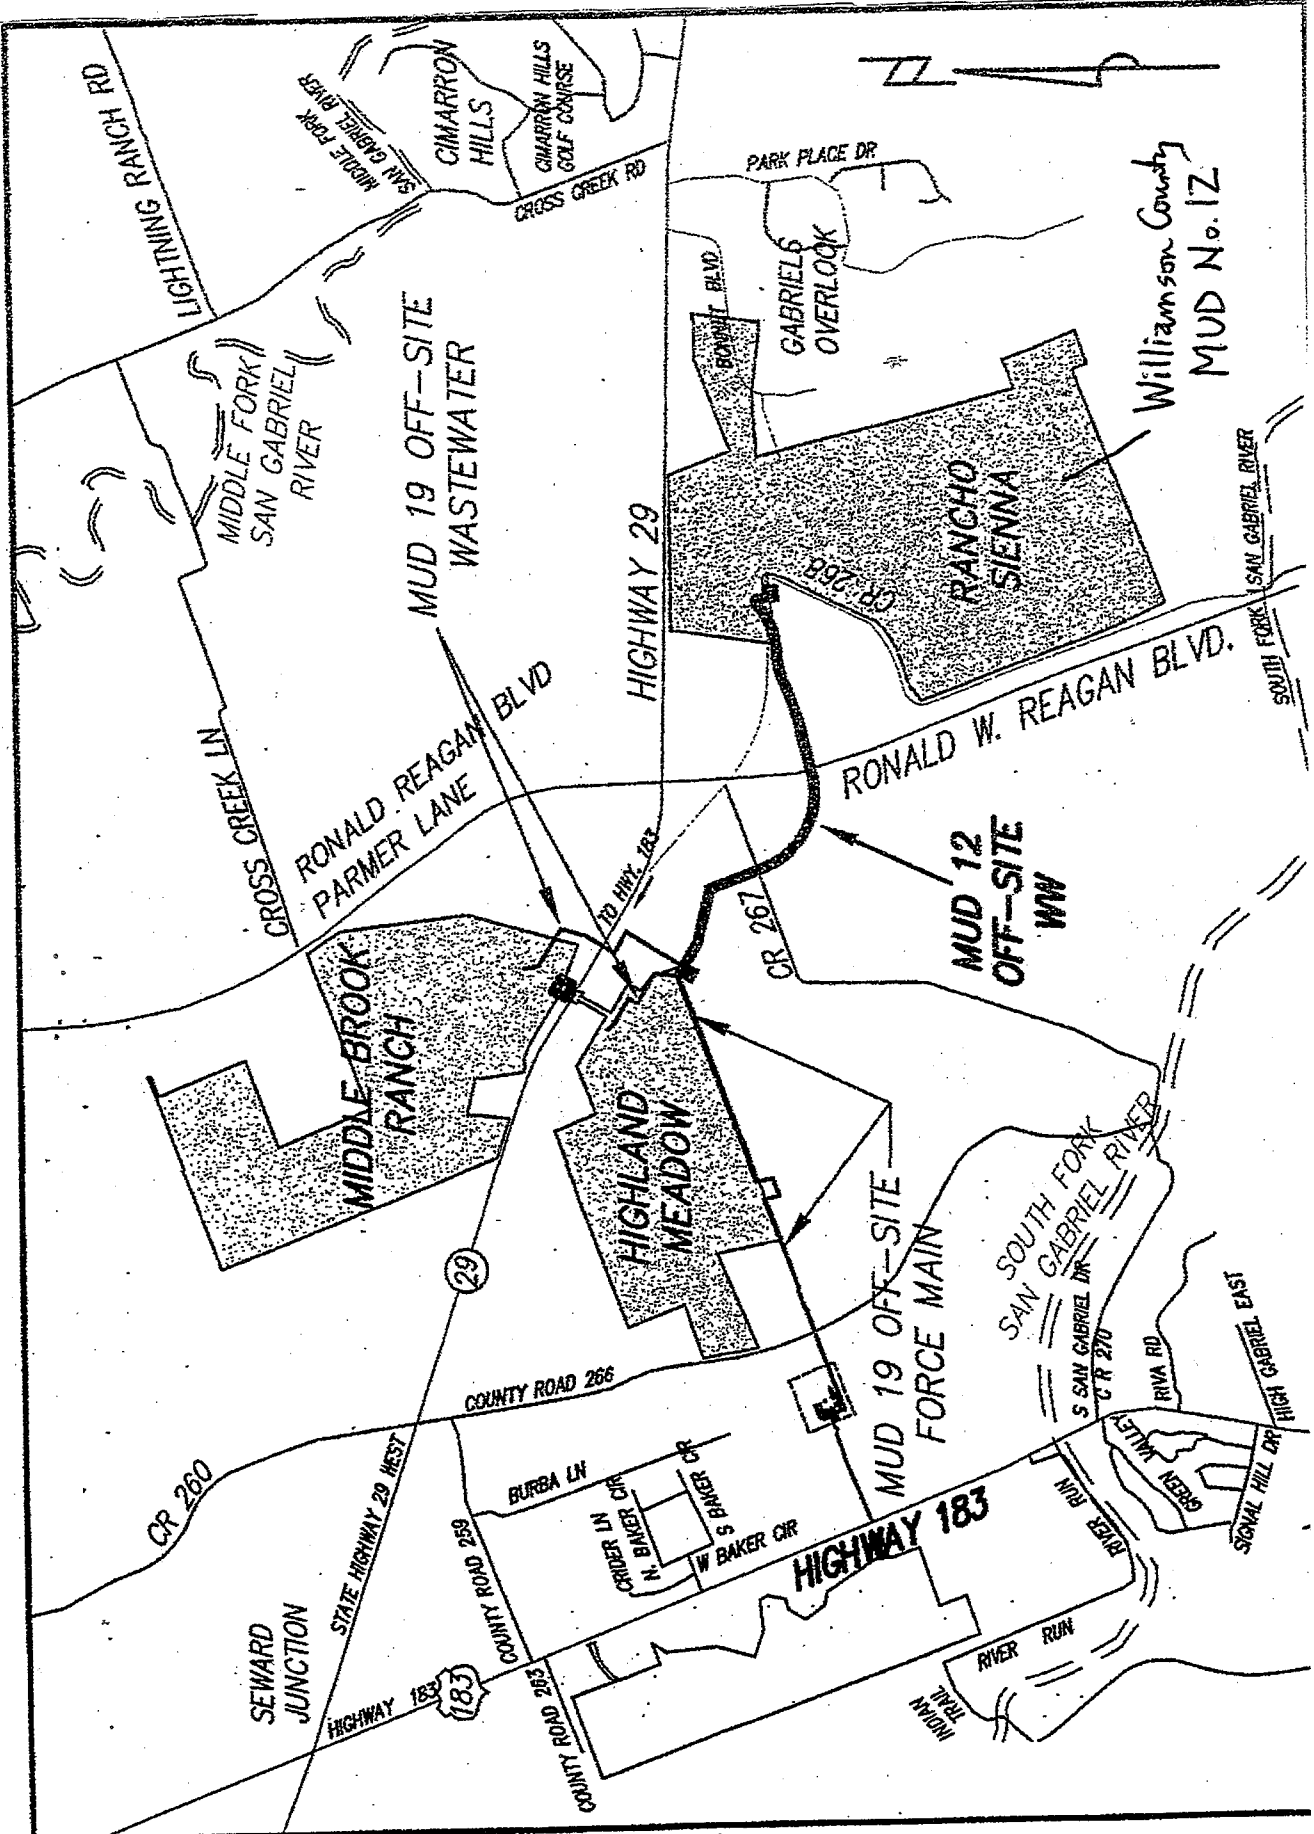 SEWARD
JUNCTION
HIGHWAY 183
183
STATE HIGHWAY 29 WEST
CR 260
COUNTY ROAD 259
COUNTY ROAD 263
COUNTY ROAD 266
BURBA LN
CRIDER LN
N. BAKER CIR
S BAKER CR
W BAKER CIR
HIGHWAY 183
29
MIDDLE BROOK
RANCH
HIGHLAND
MEADOW
CROSS CREEK LN
RONALD REAGAN BLVD
PARMER LANE
MUD 19 OFF-SITE
WASTEWATER
MIDDLE FORK
SAN GABRIEL
RIVER
LIGHTNING RANCH RD
MIDDLE FORK
SAN GABRIEL RIVER
CIMARRON
HILLS
CIMARRON HILLS
GOLF COURSE
CROSS CREEK RD
HIGHWAY 29
TO HWY. 183
PARK PLACE DR
BONNET BLVD
GABRIELS
OVERLOOK
RANCHO
SIENNA
CR 268
Williamson County
MUD No. 12
RONALD W. REAGAN BLVD.
SOUTH FORK SAN GABRIEL RIVER
CR 267
MUD 12
OFF-SITE
WW
MUD 19 OFF-SITE
FORCE MAIN
SOUTH FORK
SAN GABRIEL RIVER
S SAN GABRIEL DR
C R 270
RIVA RD
HIGH GABRIEL EAST
GREEN VALLEY
SIGNAL HILL DR
RIVER RUN
RIVER RUN
INDIAN
TRAIL
N